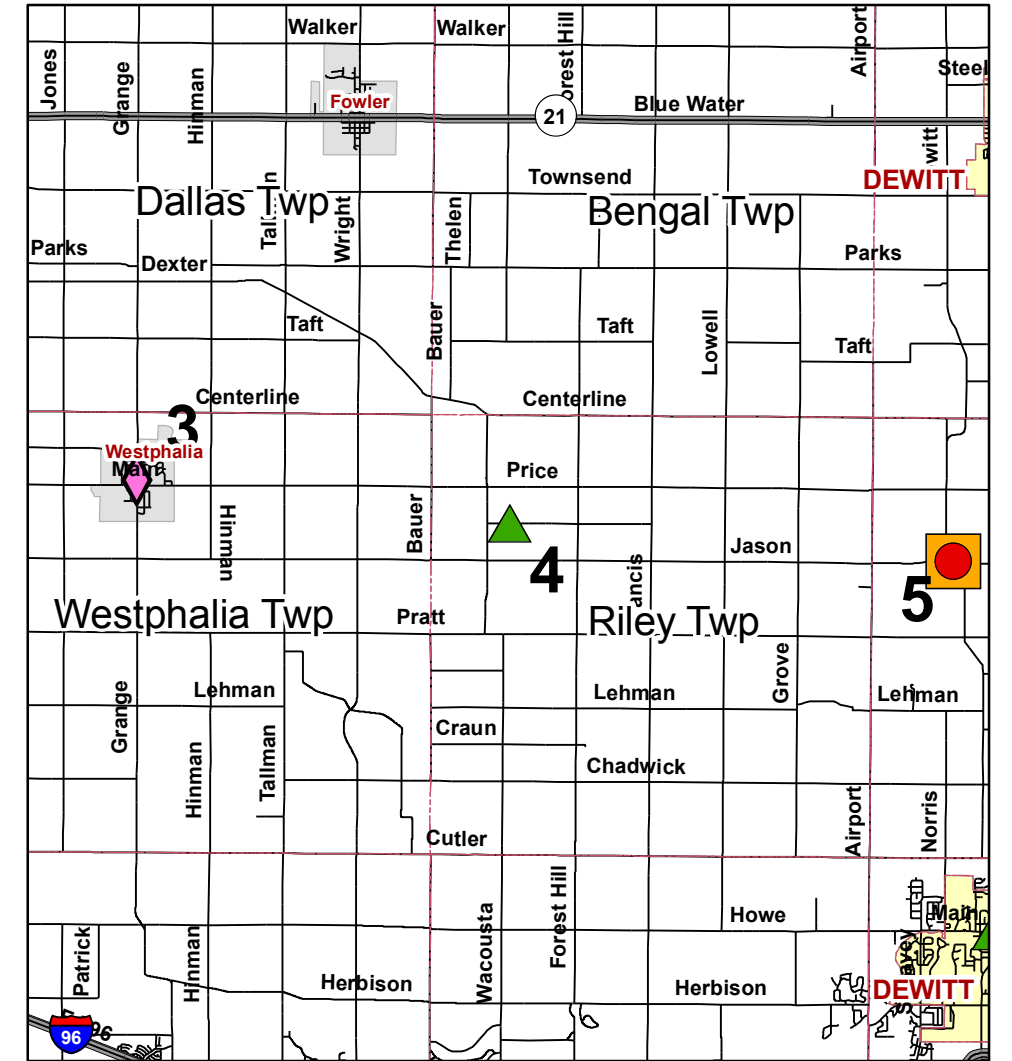 Walker
Walker
Airport
Jones
Grange
Hinman
Steel
Fowler
Blue Water
21
DEWITT
Townsend
Dallas Twp
Bengal Twp
Wright
Thelen
Parks
Dexter
Parks
Taft
Bauer
Taft
Lowell
Taft
Centerline
Centerline
3
Westphalia
Main
Price
Hinman
Bauer
4
Jason
5
Westphalia Twp
Pratt
Riley Twp
Grange
Lehman
Lehman
Grove
Lehman
Craun
Hinman
Tallman
Chadwick
Airport
Norris
Cutler
Patrick
Hinman
Wacousta
Forest Hill
Howe
Main
Herbison
Herbison
DEWITT
96
96